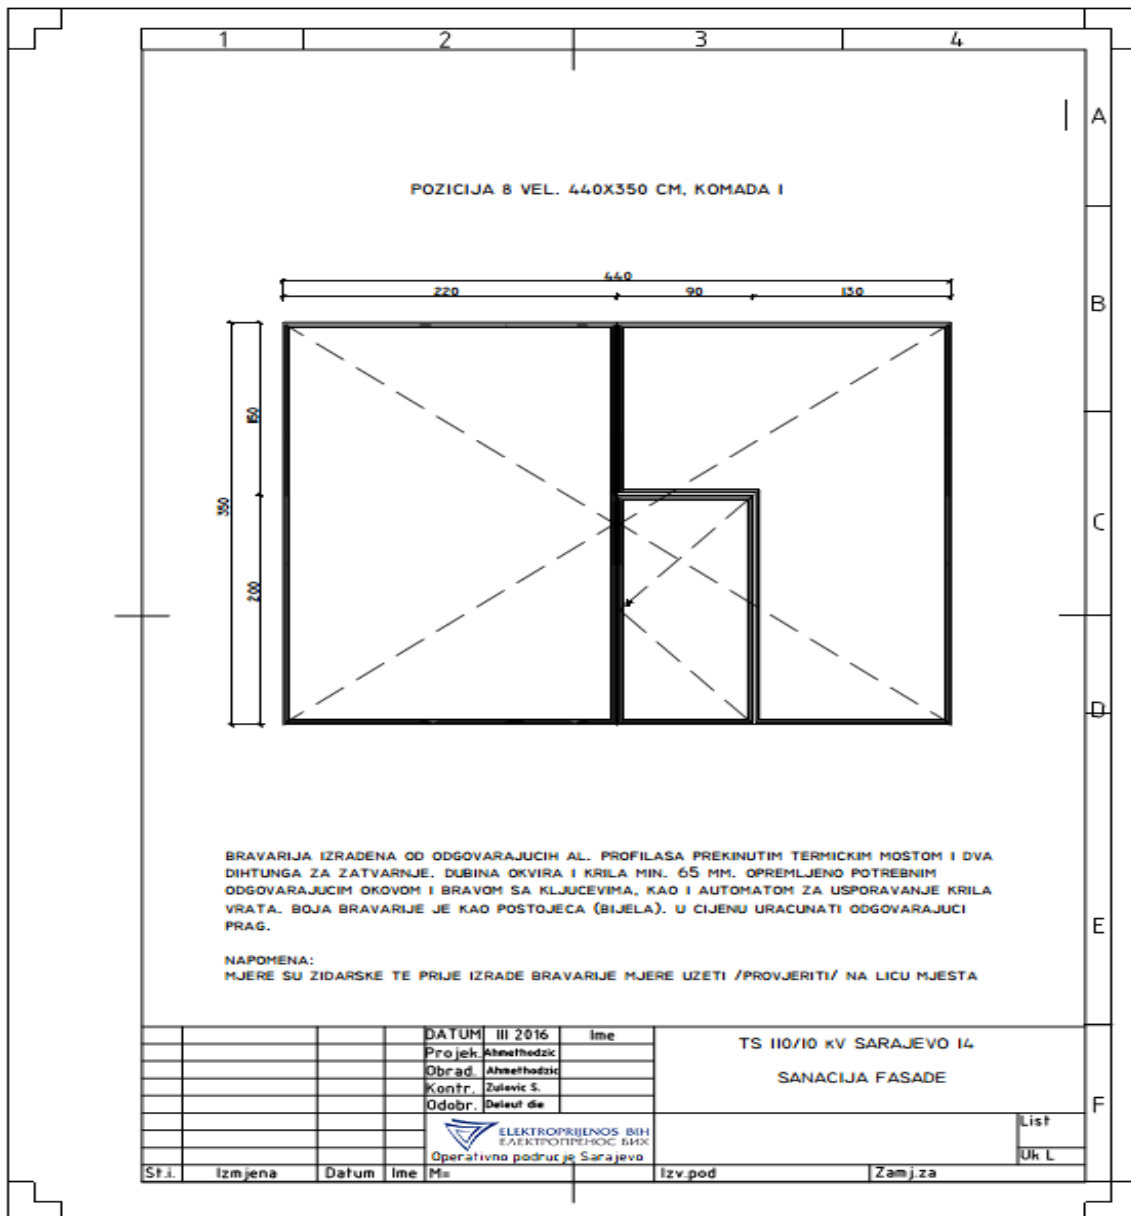 1 2 3 4
A
POZICIJA 8 VEL. 440X350 CM, KOMADA 1
440
220 90 130
B
150
350
C
200
D
BRAVARIJA IZRADENA OD ODGOVARAJUCIH AL. PROFILASA PREKINUTIM TERMICKIM MOSTOM I DVA
DIHTUNGA ZA ZATVARNJE. DUBINA OKVIRA I KRILA MIN. 65 MM. OPREMLJENO POTREBNIM
ODGOVARAJUCIM OKOVOM I BRAVOM SA KLJUCEVIMA, KAO I AUTOMATOM ZA USPORAVANJE KRILA
VRATA. BOJA BRAVARIJE JE KAO POSTOJECA (BIJELA). U CIJENU URACUNATI ODGOVARAJUCI
PRAG.
E
NAPOMENA:
MJERE SU ZIDARSKE TE PRIJE IZRADE BRAVARIJE MJERE UZETI /PROVJERITI/ NA LICU MJESTA
DATUM III 2016 Ime
Projek. Ahmethodzic
Obrad. Ahmethodzic
Kontr. Zulovic S.
Odobr. Deleut die
TS 110/10 KV SARAJEVO 14
SANACIJA FASADE
F
ELEKTROPRIJENOS BIH
ЕЛЕКТРОПРЕНОС БИХ
Operativno podrucje Sarajevo
List
Uk L
St.i. Izmjena Datum Ime M= Izv.pod Zamj.za